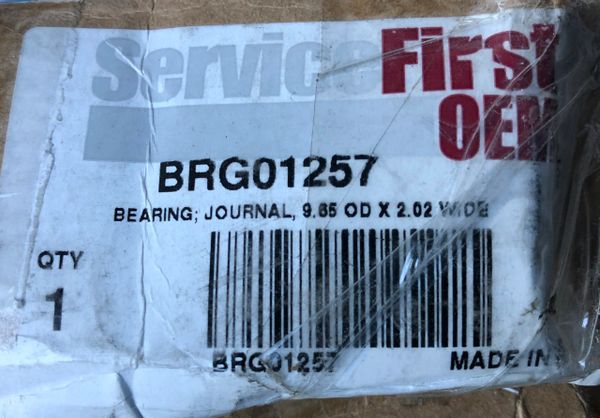 ServiceFirst
OEM
BRG01257
BEARING; JOURNAL, 9.65 OD X 2.02 WIDE
QTY
1
BRG01257
MADE IN